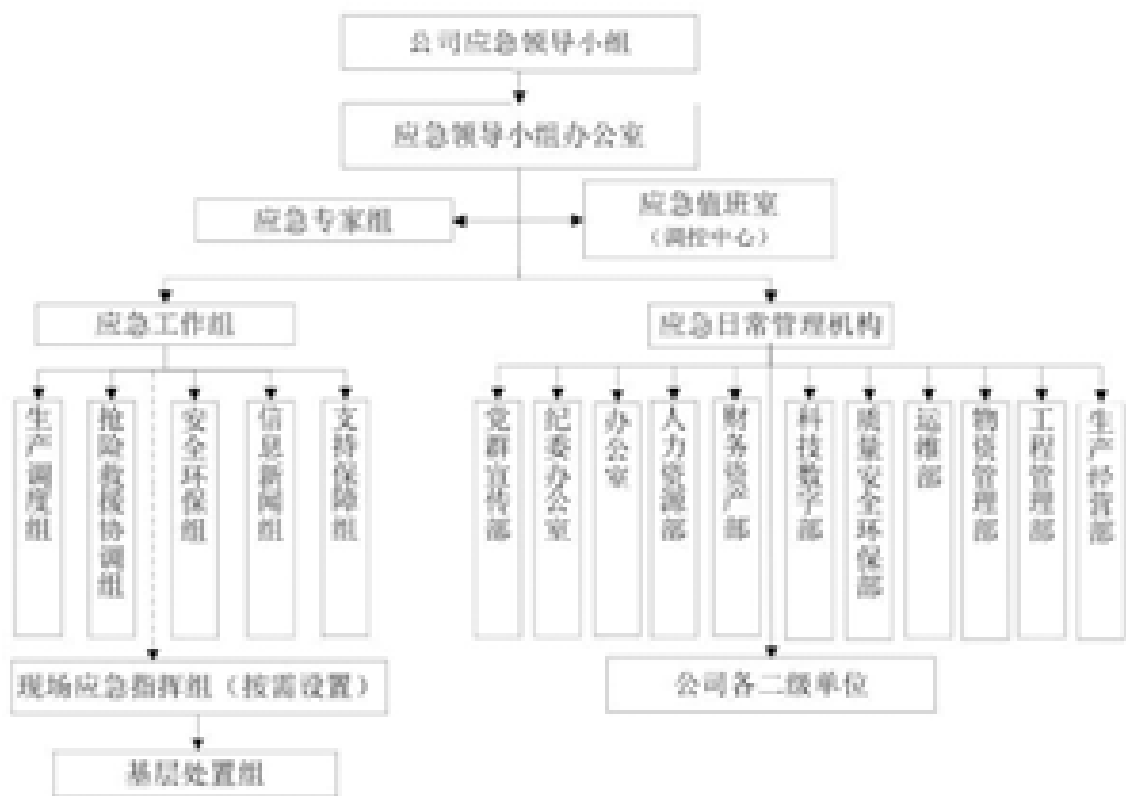 公司应急领导小组
应急领导小组办公室
应急专家组
应急值班室
（调控中心）
应急工作组
应急日常管理机构
生产调度组
抢险救援协调组
安全环保组
信息新闻组
支持保障组
党群宣传部
纪委办公室
办公室
人力资源部
财务资产部
科技数字部
质量安全环保部
运维部
物资管理部
工程管理部
生产经营部
现场应急指挥组（按需设置）
公司各二级单位
基层处置组